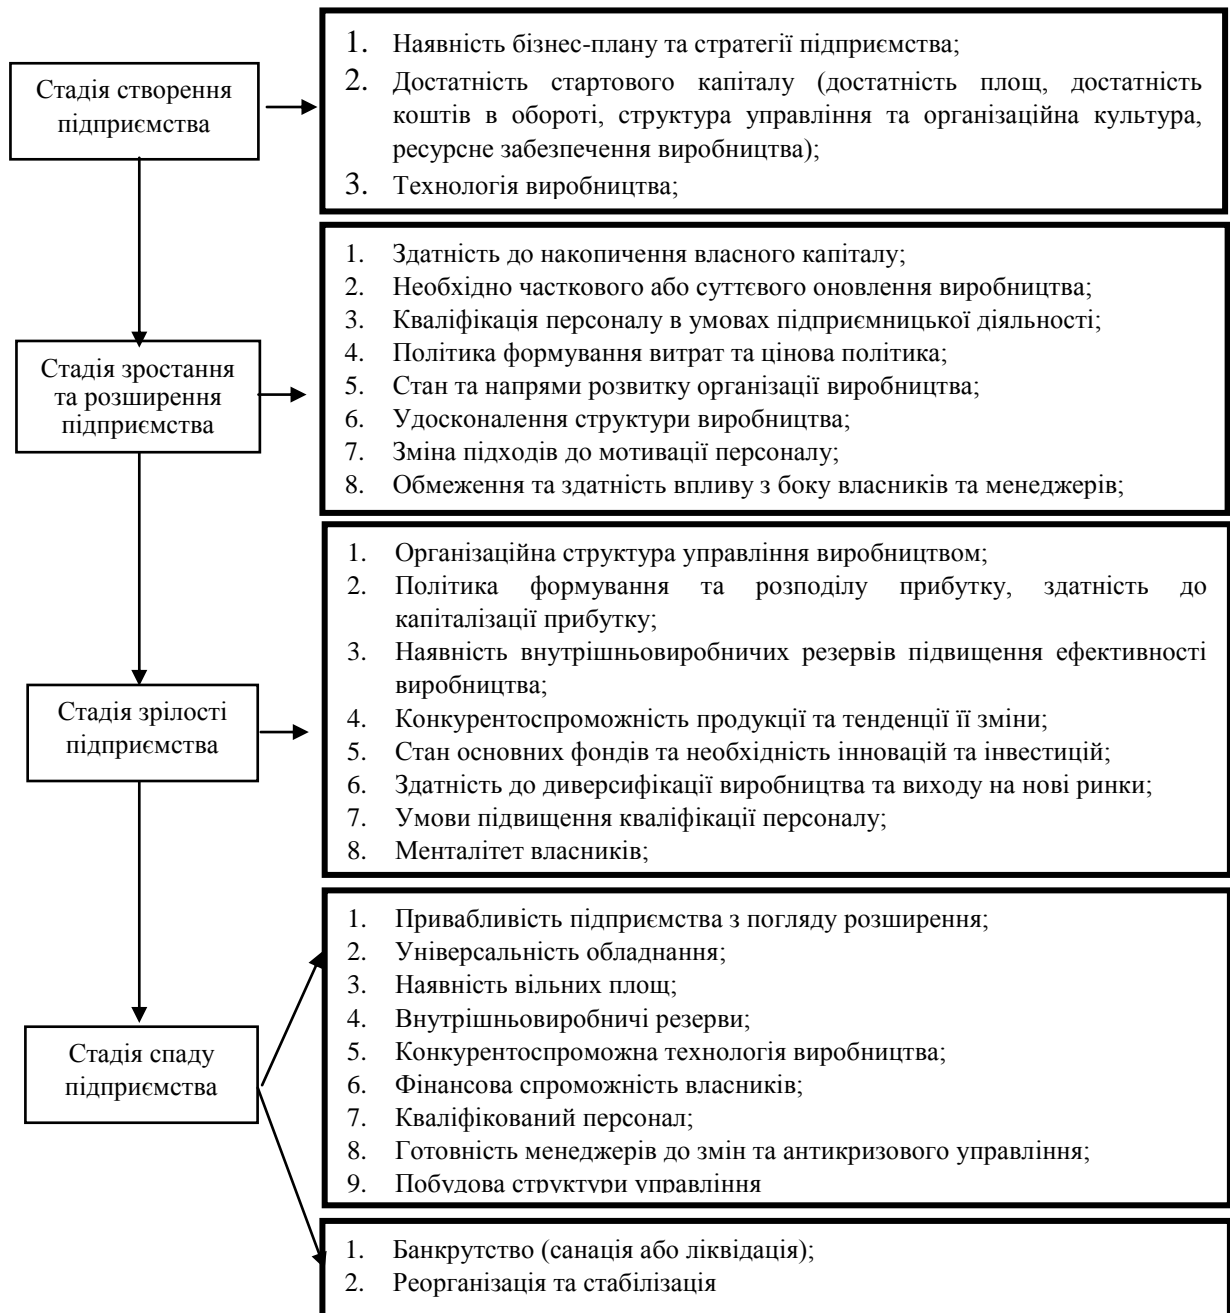 Стадія створення
підприємства
1. Наявність бізнес-плану та стратегії підприємства;
2. Достатність стартового капіталу (достатність площ, достатність
коштів в обороті, структура управління та організаційна культура,
ресурсне забезпечення виробництва);
3. Технологія виробництва;
Стадія зростання
та розширення
підприємства
1. Здатність до накопичення власного капіталу;
2. Необхідно часткового або суттєвого оновлення виробництва;
3. Кваліфікація персоналу в умовах підприємницької діяльності;
4. Політика формування витрат та цінова політика;
5. Стан та напрями розвитку організації виробництва;
6. Удосконалення структури виробництва;
7. Зміна підходів до мотивації персоналу;
8. Обмеження та здатність впливу з боку власників та менеджерів;
Стадія зрілості
підприємства
1. Організаційна структура управління виробництвом;
2. Політика формування та розподілу прибутку, здатність до
капіталізації прибутку;
3. Наявність внутрішньовиробничих резервів підвищення ефективності
виробництва;
4. Конкурентоспроможність продукції та тенденції її зміни;
5. Стан основних фондів та необхідність інновацій та інвестицій;
6. Здатність до диверсифікації виробництва та виходу на нові ринки;
7. Умови підвищення кваліфікації персоналу;
8. Менталітет власників;
Стадія спаду
підприємства
1. Привабливість підприємства з погляду розширення;
2. Універсальність обладнання;
3. Наявність вільних площ;
4. Внутрішньовиробничі резерви;
5. Конкурентоспроможна технологія виробництва;
6. Фінансова спроможність власників;
7. Кваліфікований персонал;
8. Готовність менеджерів до змін та антикризового управління;
9. Побудова структури управління
1. Банкрутство (санація або ліквідація);
2. Реорганізація та стабілізація